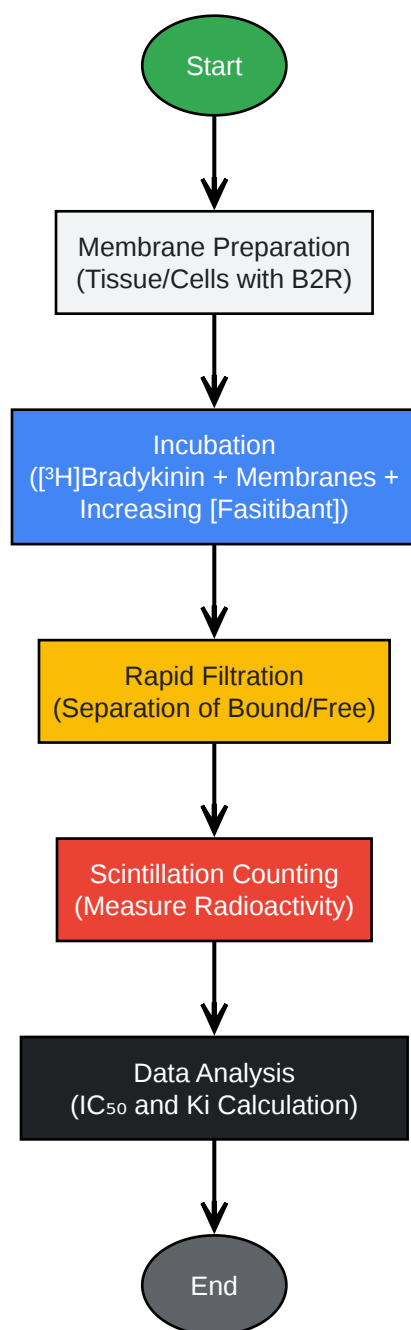 Start
Membrane Preparation
(Tissue/Cells with B2R)
Incubation
([³H]Bradykinin + Membranes +
Increasing [Fasitibant])
Rapid Filtration
(Separation of Bound/Free)
Scintillation Counting
(Measure Radioactivity)
Data Analysis
(IC₅₀ and Ki Calculation)
End